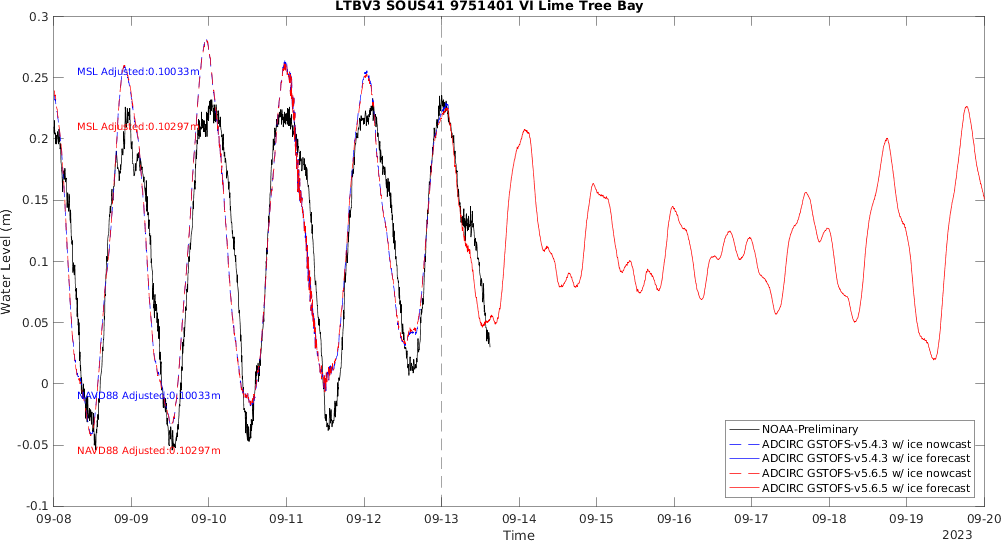 LTBV3 SOUS41 9751401 VI Lime Tree Bay
Water Level (m)
0.3
0.25
0.2
0.15
0.1
0.05
0
-0.05
-0.1
MSL Adjusted:0.10033m
MSL Adjusted:0.10297m
NAVD88 Adjusted:0.10033m
NAVD88 Adjusted:0.10297m
NOAA-Preliminary
ADCIRC GSTOFS-v5.4.3 w/ ice nowcast
ADCIRC GSTOFS-v5.4.3 w/ ice forecast
ADCIRC GSTOFS-v5.6.5 w/ ice nowcast
ADCIRC GSTOFS-v5.6.5 w/ ice forecast
09-08 09-09 09-10 09-11 09-12 09-13 09-14 09-15 09-16 09-17 09-18 09-19 09-20
Time
2023